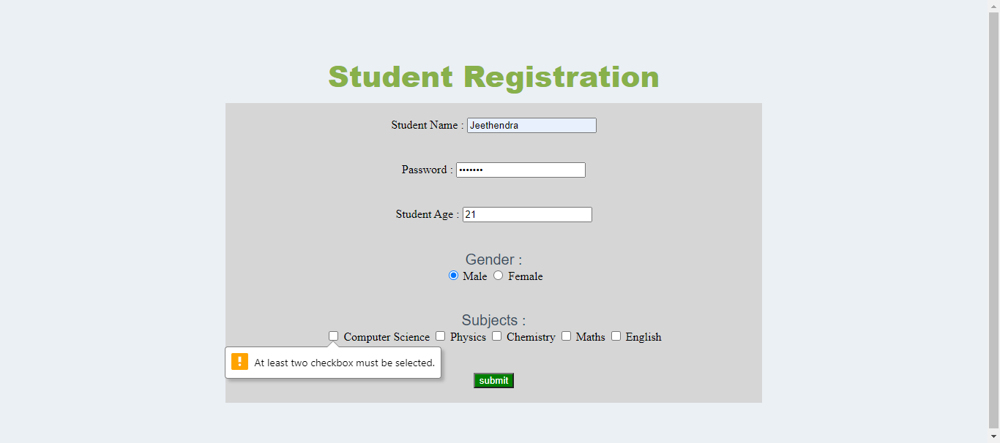 Student Registration
Student Name : Jeethendra
Password : •••••••
Student Age : 21
Gender :
Male Female
Subjects :
Computer Science Physics Chemistry Maths English
! At least two checkbox must be selected.
submit